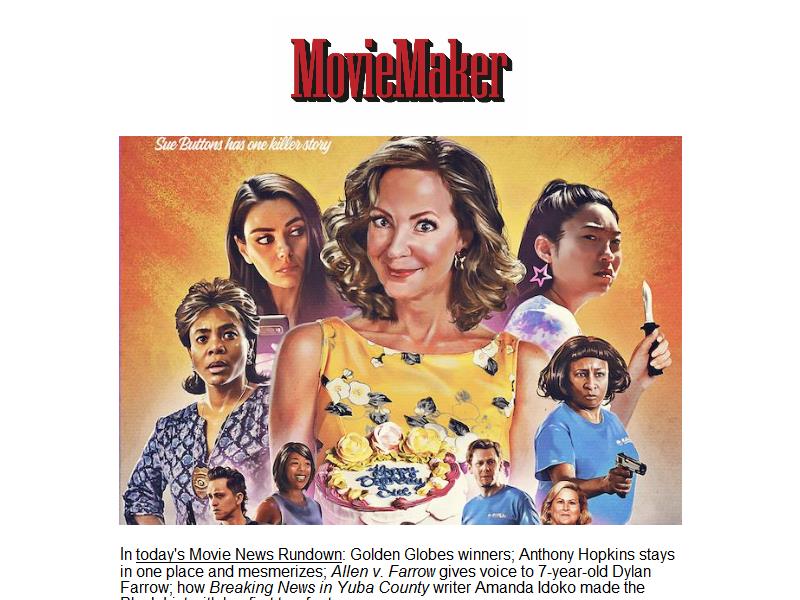 MovieMaker
Sue Buttons has one killer story
Happy
Birthday
Sue
In today's Movie News Rundown: Golden Globes winners; Anthony Hopkins stays
in one place and mesmerizes; Allen v. Farrow gives voice to 7-year-old Dylan
Farrow; how Breaking News in Yuba County writer Amanda Idoko made the